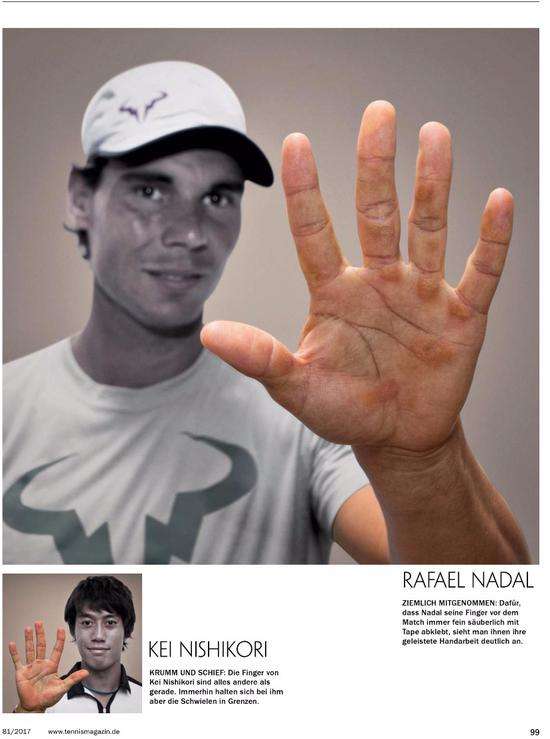 RAFAEL NADAL
ZIEMLICH MITGENOMMEN: Dafür,
dass Nadal seine Finger vor dem
Match immer fein säuberlich mit
Tape abklebt, sieht man ihnen ihre
geleistete Handarbeit deutlich an.
KEI NISHIKORI
KRUMM UND SCHIEF: Die Finger von
Kei Nishikori sind alles andere als
gerade. Immerhin halten sich bei ihm
aber die Schwielen in Grenzen.
81/2017 www.tennismagazin.de 99